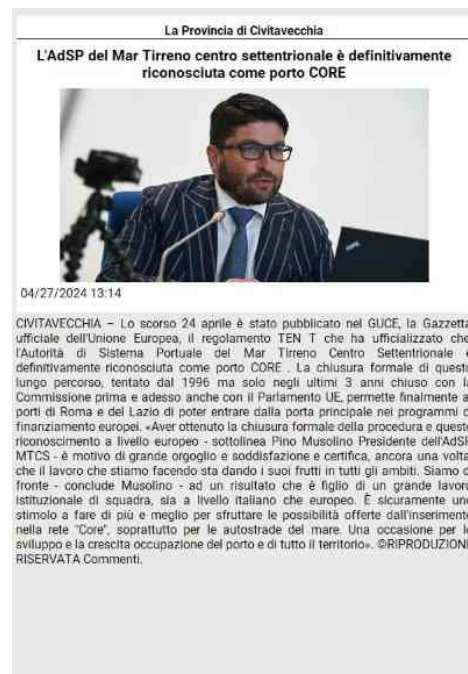 La Provincia di Civitavecchia
L'AdSP del Mar Tirreno centro settentrionale è definitivamente
riconosciuta come porto CORE
04/27/2024 13:14
CIVITAVECCHIA – Lo scorso 24 aprile è stato pubblicato nel GUCE, la Gazzetta
ufficiale dell'Unione Europea, il regolamento TEN T che ha ufficializzato che
l'Autorità di Sistema Portuale del Mar Tirreno Centro Settentrionale è
definitivamente riconosciuta come porto CORE . La chiusura formale di questo
lungo percorso, tentato dal 1996 ma solo negli ultimi 3 anni chiuso con la
Commissione prima e adesso anche con il Parlamento UE, permette finalmente ai
porti di Roma e del Lazio di poter entrare dalla porta principale nei programmi di
finanziamento europei. «Aver ottenuto la chiusura formale della procedura e questo
riconoscimento a livello europeo - sottolinea Pino Musolino Presidente dell'AdSP
MTCS - è motivo di grande orgoglio e soddisfazione e certifica, ancora una volta,
che il lavoro che stiamo facendo sta dando i suoi frutti in tutti gli ambiti. Siamo di
fronte - conclude Musolino - ad un risultato che è figlio di un grande lavoro
istituzionale di squadra, sia a livello italiano che europeo. È sicuramente uno
stimolo a fare di più e meglio per sfruttare le possibilità offerte dall'inserimento
nella rete "Core", soprattutto per le autostrade del mare. Una occasione per lo
sviluppo e la crescita occupazione del porto e di tutto il territorio». ©RIPRODUZIONE
RISERVATA Commenti.